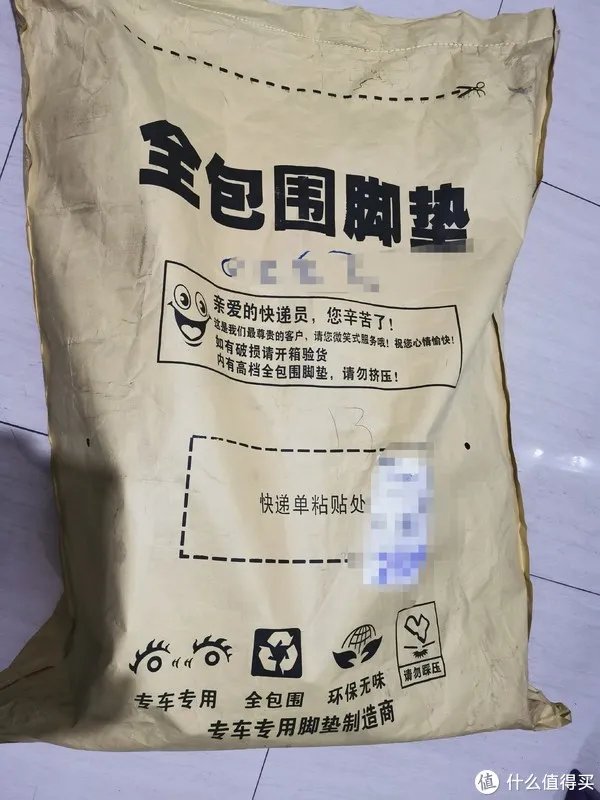 全包围脚垫
亲爱的快递员，您辛苦了！
这是我们最尊贵的客户，请您微笑式服务哦！祝您心情愉快！
如有破损请开箱验货
内有高档全包围脚垫，请勿挤压！
13
快递单粘贴处
专车专用
全包围
环保无味
请勿踩压
专车专用脚垫制造商
值 什么值得买